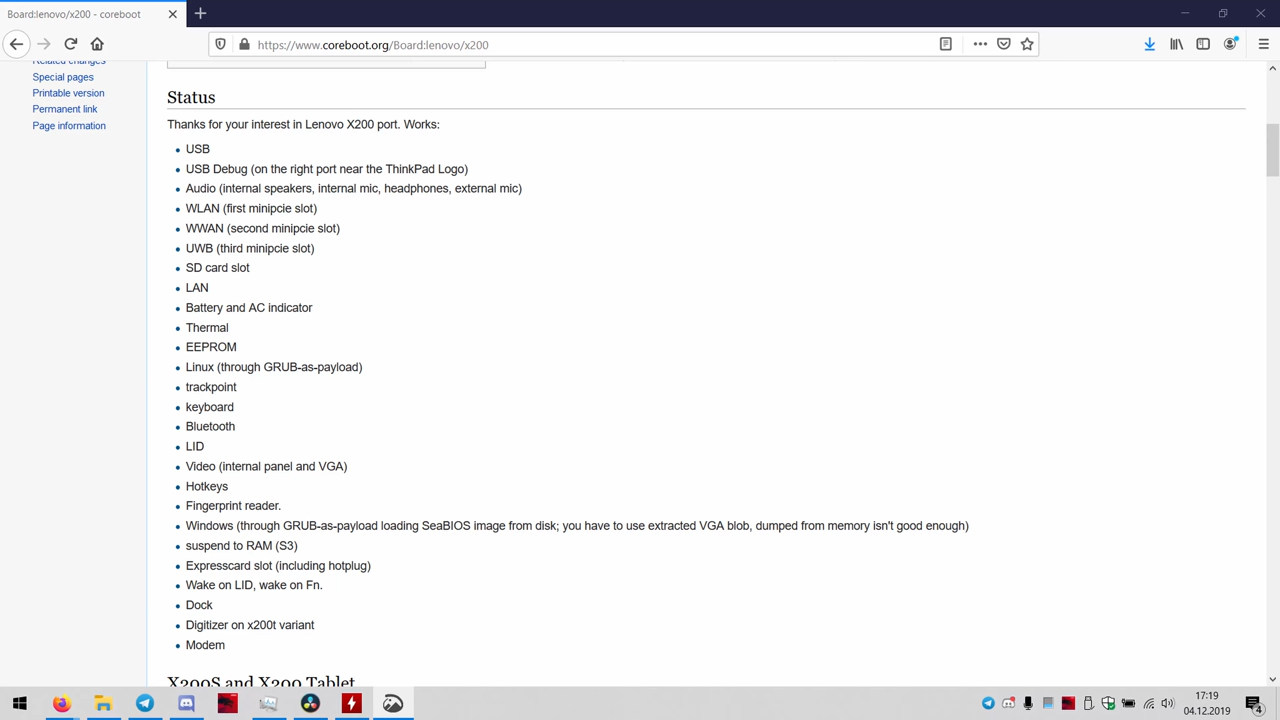 Board:lenovo/x200 - coreboot
https://www.coreboot.org/Board:lenovo/x200
Related changes
Special pages
Printable version
Permanent link
Page information
Status
Thanks for your interest in Lenovo X200 port. Works:
USB
USB Debug (on the right port near the ThinkPad Logo)
Audio (internal speakers, internal mic, headphones, external mic)
WLAN (first minipcie slot)
WWAN (second minipcie slot)
UWB (third minipcie slot)
SD card slot
LAN
Battery and AC indicator
Thermal
EEPROM
Linux (through GRUB-as-payload)
trackpoint
keyboard
Bluetooth
LID
Video (internal panel and VGA)
Hotkeys
Fingerprint reader.
Windows (through GRUB-as-payload loading SeaBIOS image from disk; you have to use extracted VGA blob, dumped from memory isn't good enough)
suspend to RAM (S3)
Expresscard slot (including hotplug)
Wake on LID, wake on Fn.
Dock
Digitizer on x200t variant
Modem
X200S and X200 Tablet
17:19
04.12.2019
4